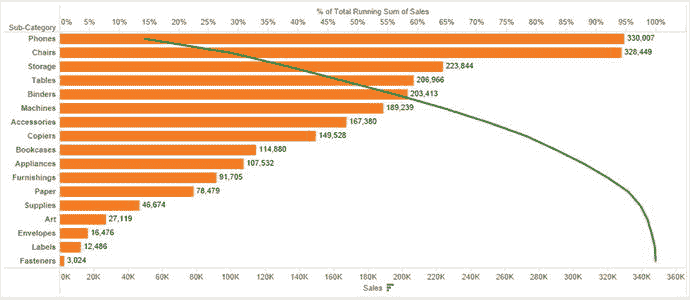 % of Total Running Sum of Sales
0% 5% 10% 15% 20% 25% 30% 35% 40% 45% 50% 55% 60% 65% 70% 75% 80% 85% 90% 95% 100%
Sub-Category
Phones 330,007
Chairs 328,449
Storage 223,844
Tables 206,966
Binders 203,413
Machines 189,239
Accessories 167,380
Copiers 149,528
Bookcases 114,880
Appliances 107,532
Furnishings 91,705
Paper 78,479
Supplies 46,674
Art 27,119
Envelopes 16,476
Labels 12,486
Fasteners 3,024
0K 20K 40K 60K 80K 100K 120K 140K 160K 180K 200K 220K 240K 260K 280K 300K 320K 340K 360K
Sales